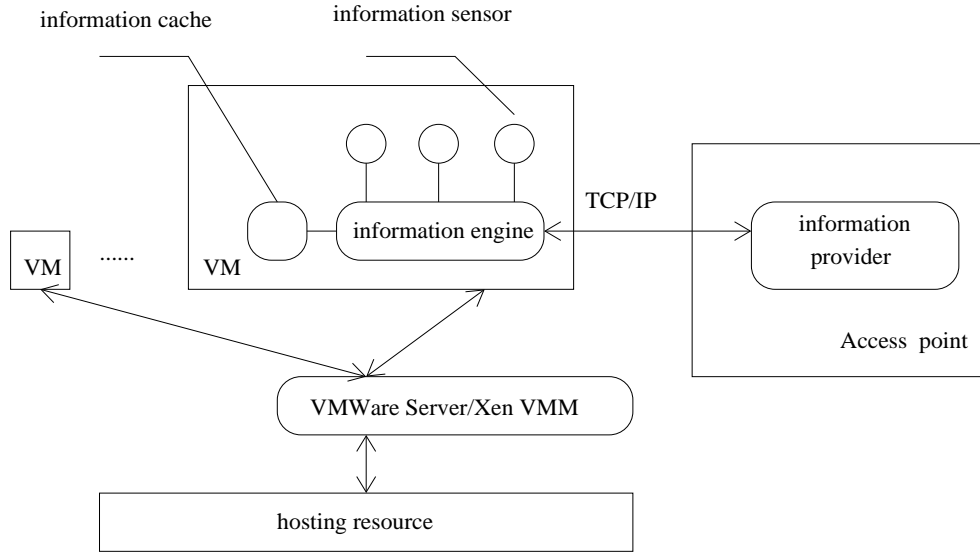 information cache
information sensor
TCP/IP
information engine
information
provider
VM
......
VM
Access point
VMWare Server/Xen VMM
hosting resource